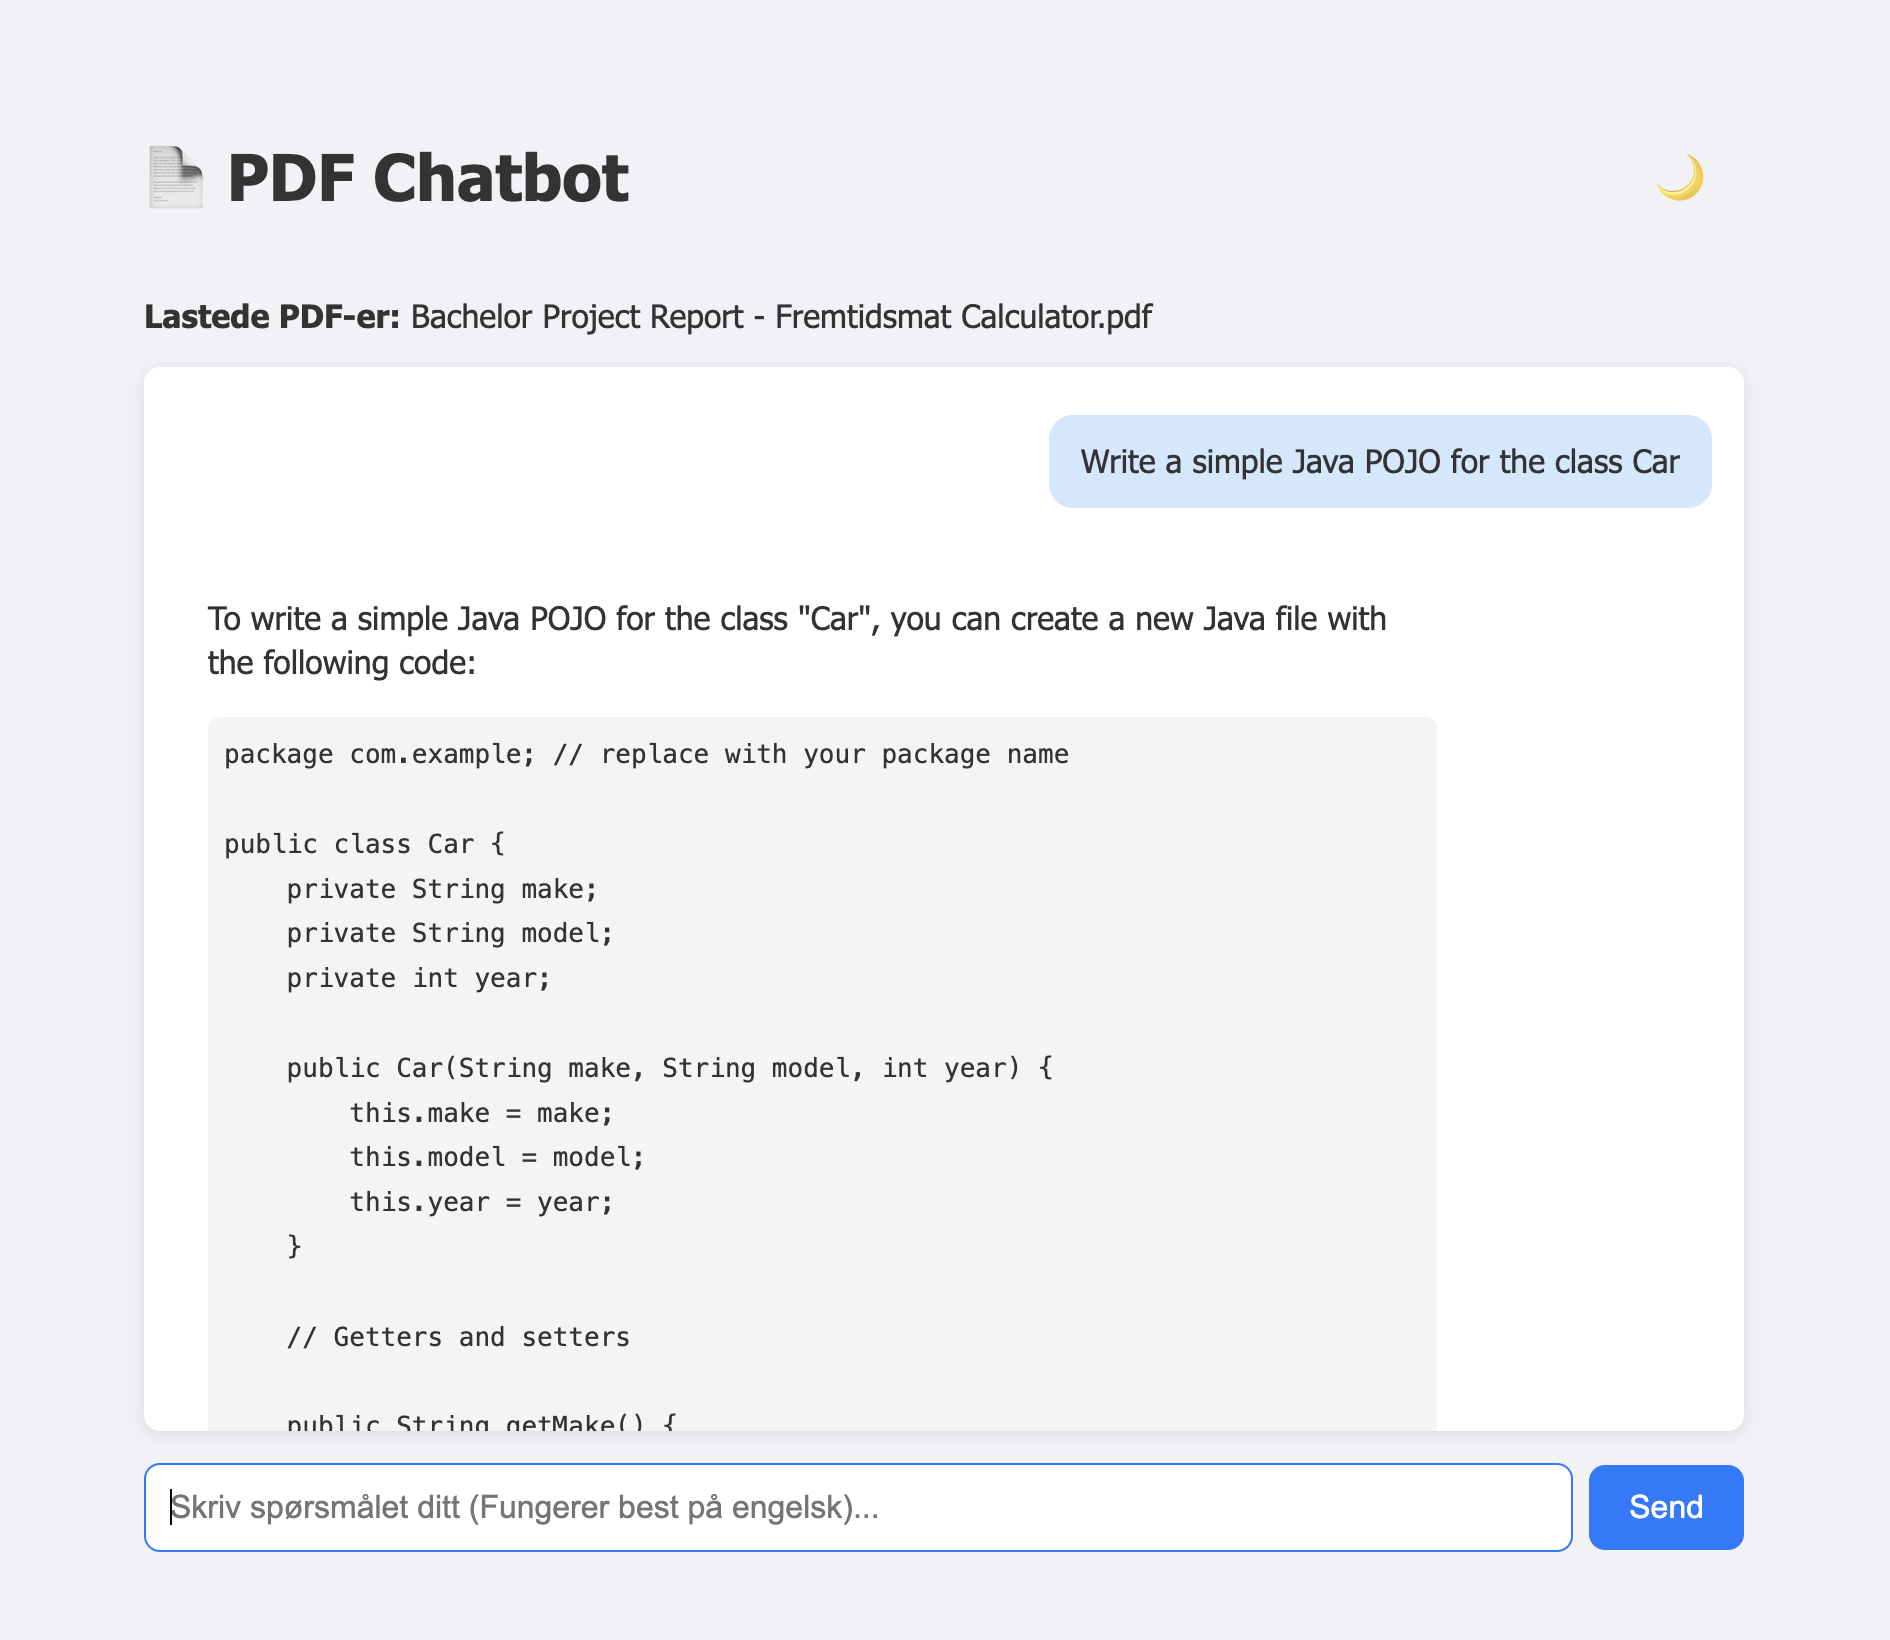 PDF Chatbot
Lastede PDF-er: Bachelor Project Report - Fremtidsmat Calculator.pdf
Write a simple Java POJO for the class Car
To write a simple Java POJO for the class "Car", you can create a new Java file with
the following code:
package com.example; // replace with your package name
public class Car {
    private String make;
    private String model;
    private int year;
    public Car(String make, String model, int year) {
        this.make = make;
        this.model = model;
        this.year = year;
    }
    // Getters and setters
    public String getMake() {
Skriv spørsmålet ditt (Fungerer best på engelsk)...
Send